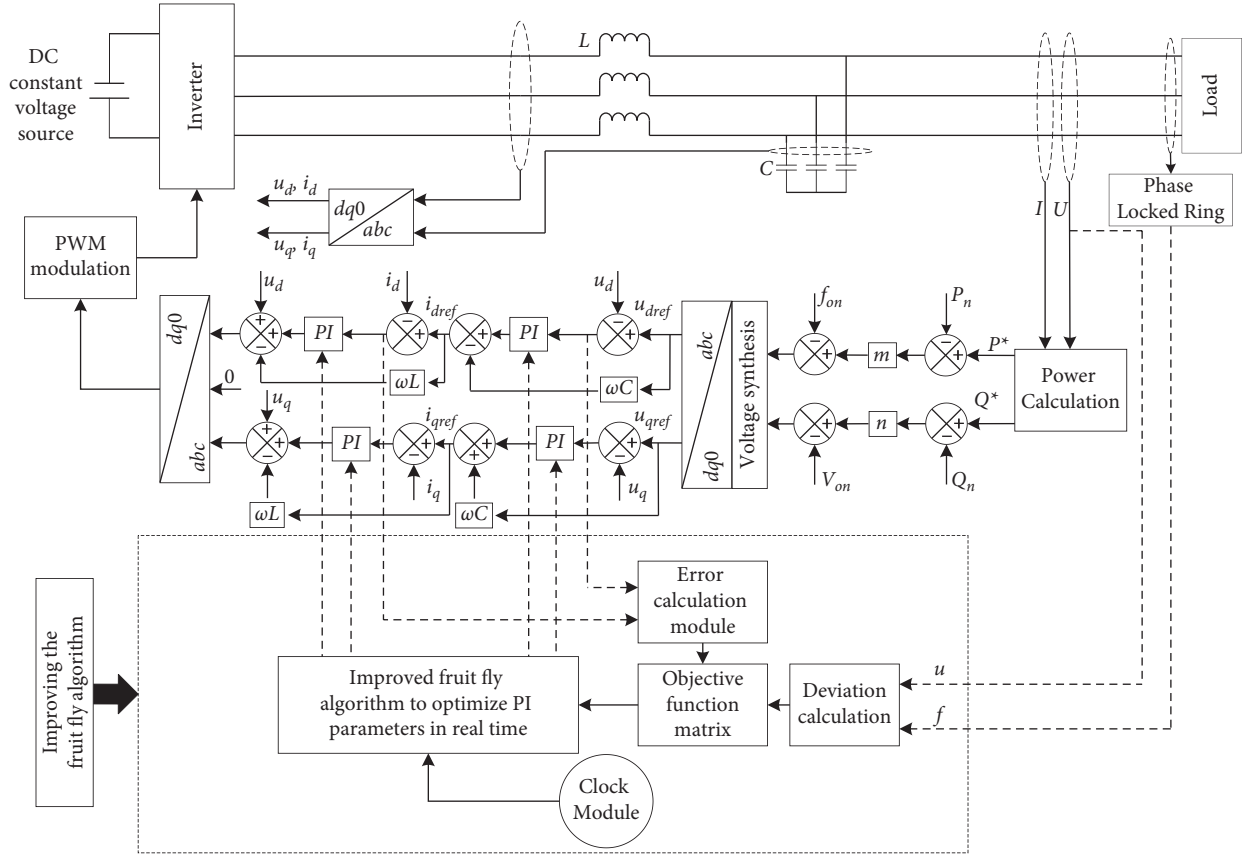 DC
constant
voltage
source
Inverter
L
C
Load
Phase
Locked Ring
I
U
u_d, i_d
u_q, i_q
dq0
abc
PWM
modulation
u_d
i_d
i_dref
u_d
u_dref
f_on
P_n
dq0
+
−
+
PI
−
+
−
+
PI
−
+
abc
−
+
m
−
+
P*
ωL
ωC
0
Voltage synthesis
Power
Calculation
u_q
i_qref
u_qref
Q*
abc
+
−
+
PI
−
+
+
+
PI
−
+
dq0
−
+
n
−
+
i_q
u_q
V_on
Q_n
ωL
ωC
Improving the
fruit fly algorithm
Error
calculation
module
Improved fruit fly
algorithm to optimize PI
parameters in real time
Objective
function
matrix
Deviation
calculation
u
f
Clock
Module